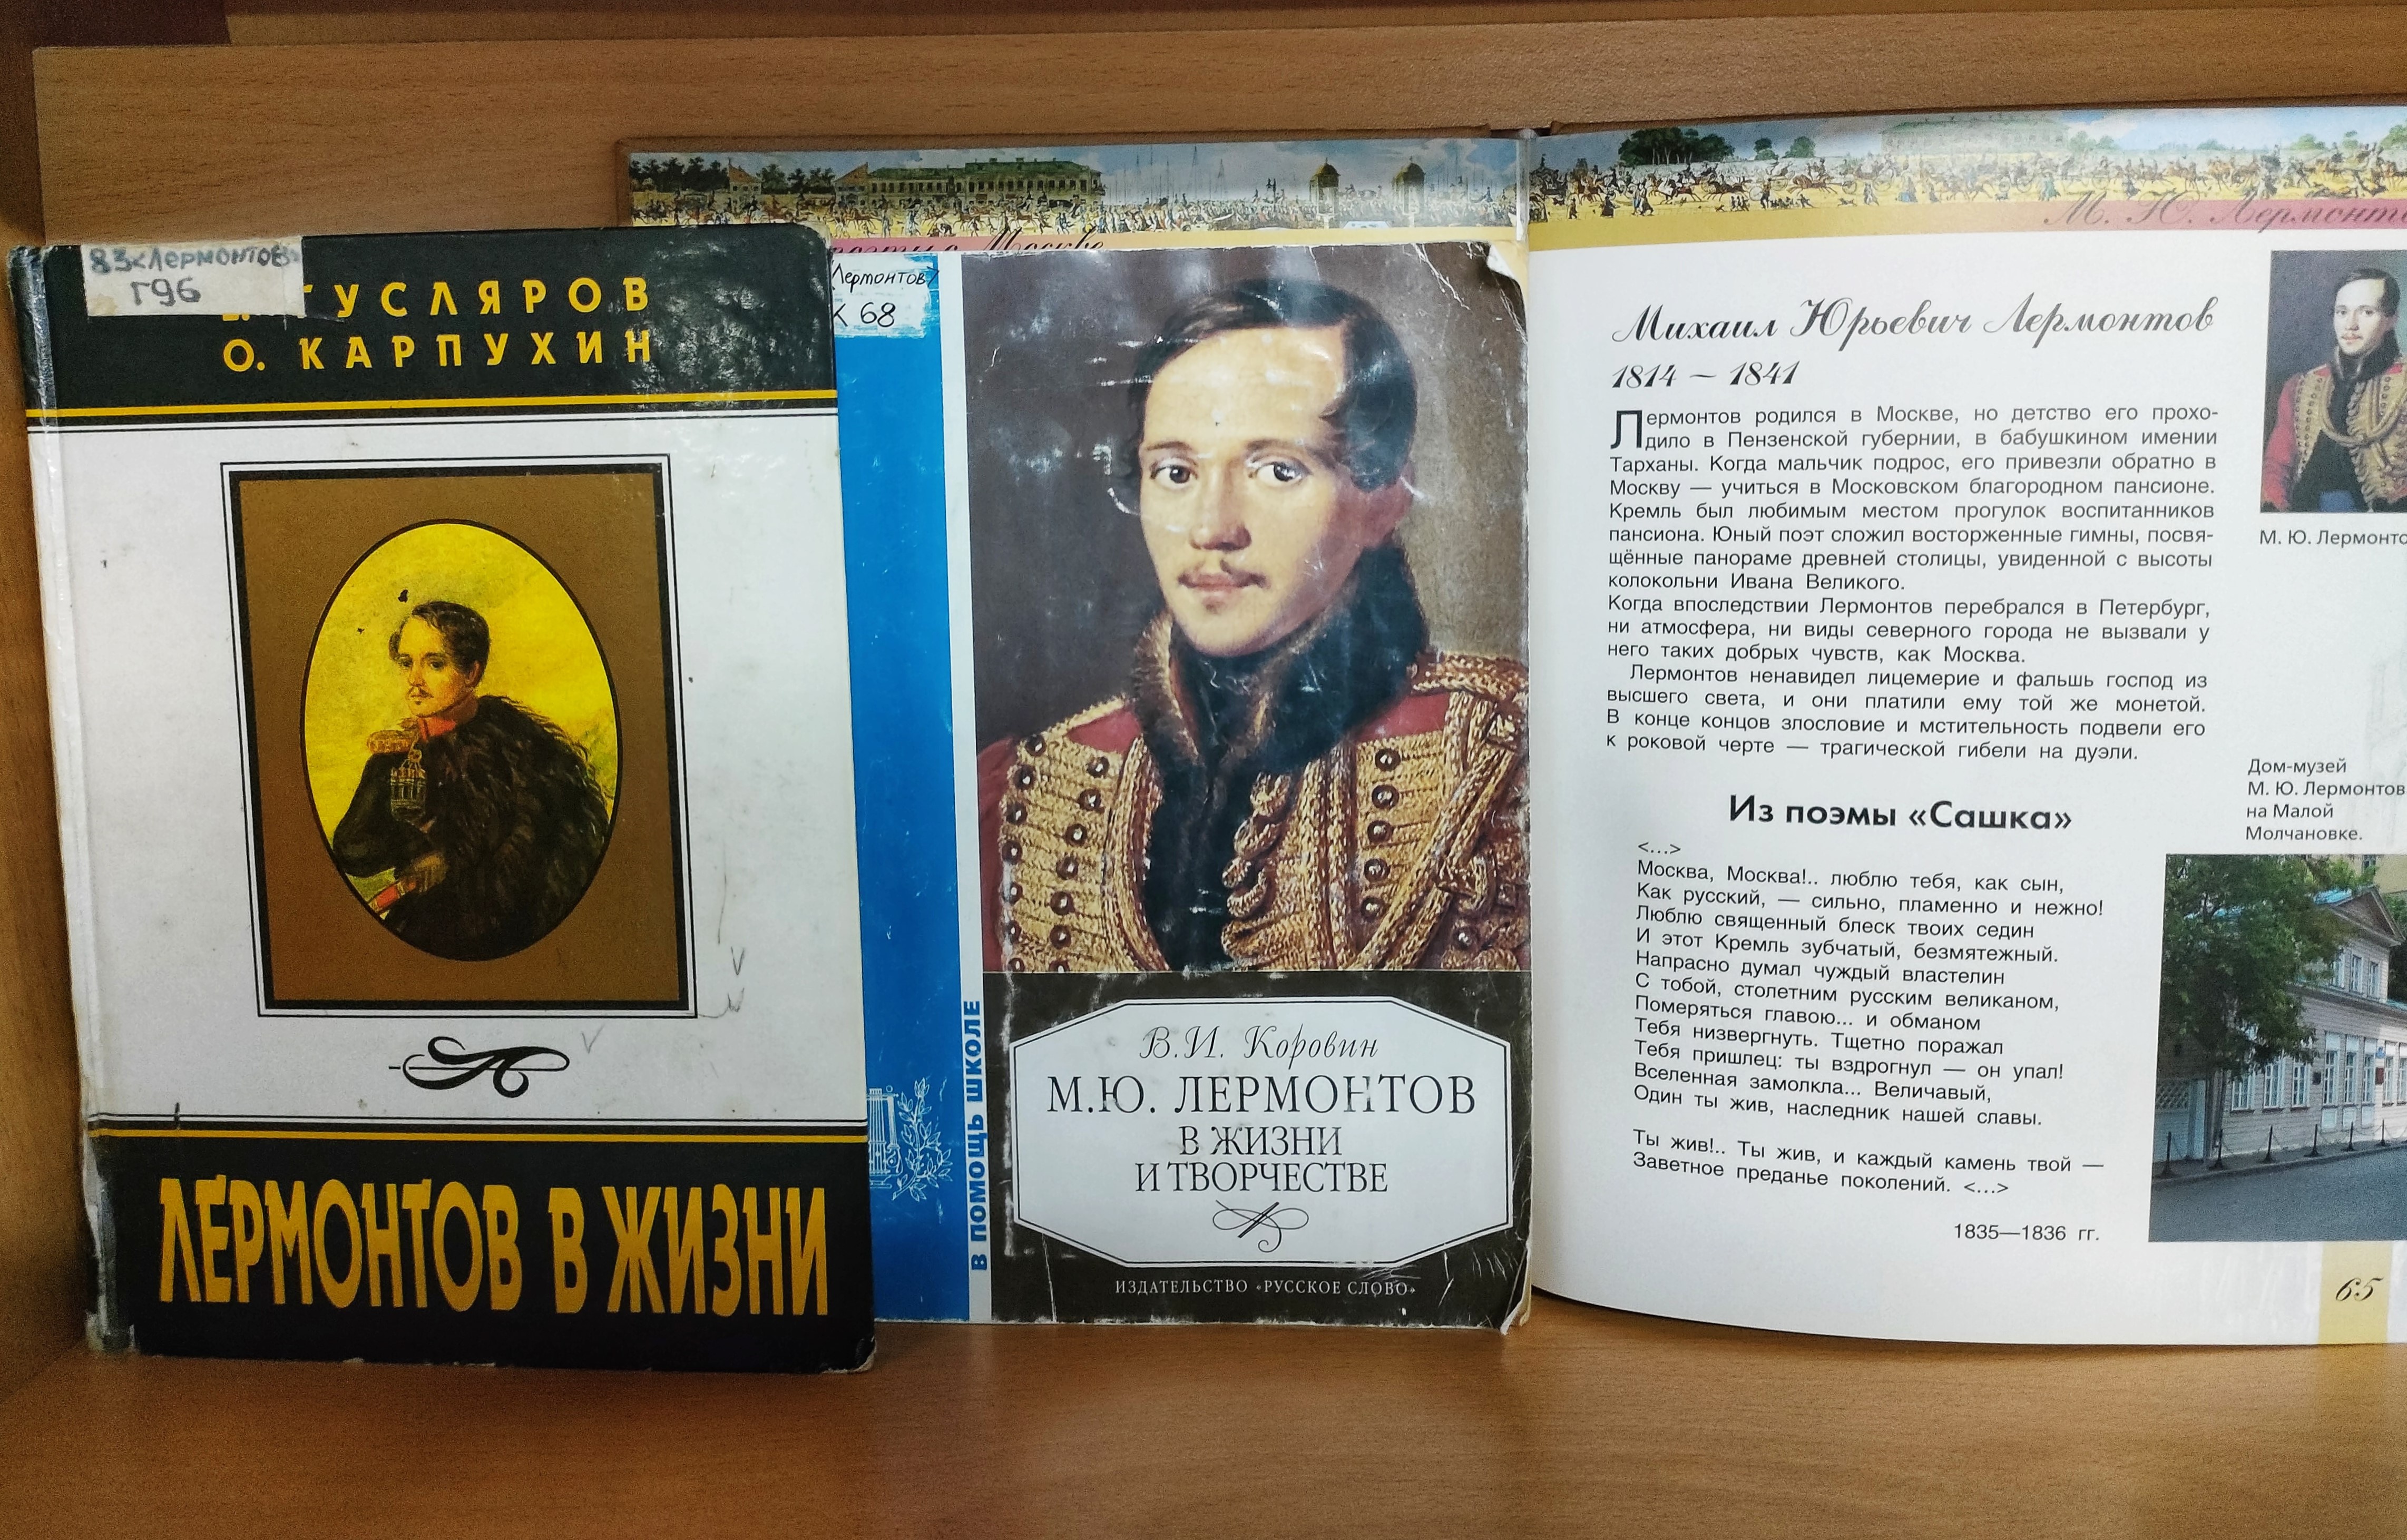 83<Лермонтов>
Г96
ГУСЛЯРОВ
О. КАРПУХИН
ЛЕРМОНТОВ В ЖИЗНИ
Лермонтов>
К 68
В ПОМОЩЬ ШКОЛЕ
В.И. Коровин
М.Ю. ЛЕРМОНТОВ
В ЖИЗНИ
И ТВОРЧЕСТВЕ
ИЗДАТЕЛЬСТВО «РУССКОЕ СЛОВО»
о Москве
М. Ю. Лермонто
Михаил Юрьевич Лермонтов
1814 – 1841
Лермонтов родился в Москве, но детство его прохо-
дило в Пензенской губернии, в бабушкином имении
Тарханы. Когда мальчик подрос, его привезли обратно в
Москву — учиться в Московском благородном пансионе.
Кремль был любимым местом прогулок воспитанников
пансиона. Юный поэт сложил восторженные гимны, посвя-
щённые панораме древней столицы, увиденной с высоты
колокольни Ивана Великого.
Когда впоследствии Лермонтов перебрался в Петербург,
ни атмосфера, ни виды северного города не вызвали у
него таких добрых чувств, как Москва.
Лермонтов ненавидел лицемерие и фальшь господ из
высшего света, и они платили ему той же монетой.
В конце концов злословие и мстительность подвели его
к роковой черте — трагической гибели на дуэли.
Из поэмы «Сашка»
<...>
Москва, Москва!.. люблю тебя, как сын,
Как русский, — сильно, пламенно и нежно!
Люблю священный блеск твоих седин
И этот Кремль зубчатый, безмятежный.
Напрасно думал чуждый властелин
С тобой, столетним русским великаном,
Померяться главою... и обманом
Тебя низвергнуть. Тщетно поражал
Тебя пришлец: ты вздрогнул — он упал!
Вселенная замолкла... Величавый,
Один ты жив, наследник нашей славы.
Ты жив!.. Ты жив, и каждый камень твой —
Заветное преданье поколений. <...>
1835—1836 гг.
М. Ю. Лермонто
Дом-музей
М. Ю. Лермонтов
на Малой
Молчановке.
65